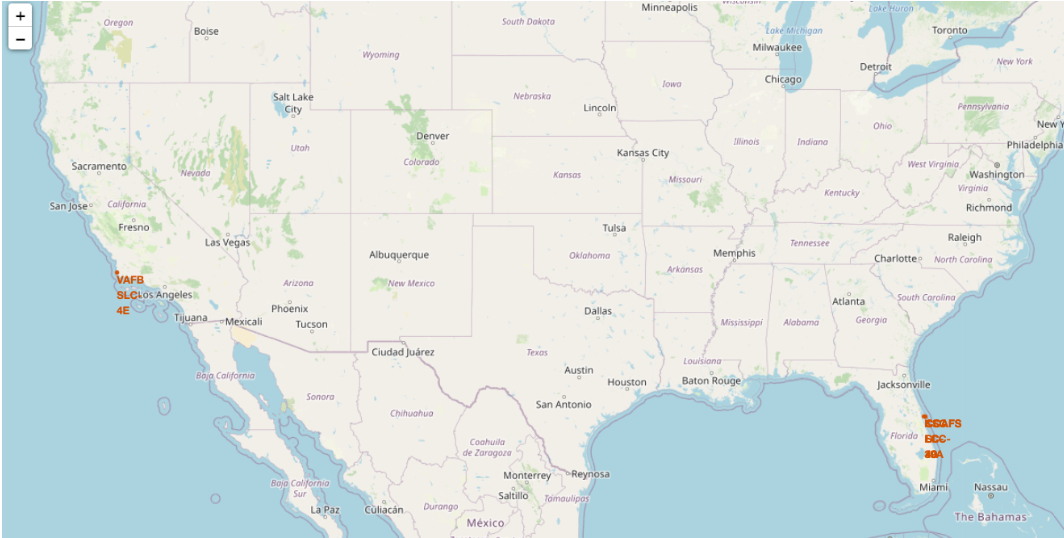 +
−
Minneapolis
Wisconsin
Lake Huron
South Dakota
Boise
Toronto
Lake Michigan
Milwaukee
Wyoming
New York
Detroit
Chicago
Iowa
Nebraska
Salt Lake
City
Lincoln
Pennsylvania
New Y
Denver
Ohio
Utah
Illinois
Indiana
Philadelphia
Kansas City
Colorado
Sacramento
West Virginia
Nevada
Kansas
Missouri
Washington
Virginia
Kentucky
San Jose
California
Richmond
Fresno
Tulsa
Raleigh
Las Vegas
Tennessee
Albuquerque
Oklahoma
Memphis
Charlotte
North Carolina
Arkansas
VAFB
SLC-
4E
Los Angeles
Arizona
New Mexico
South Carolina
Phoenix
Atlanta
Tijuana
Mexicali
Tucson
Dallas
Mississippi
Alabama
Georgia
Ciudad Juárez
Texas
Louisiana
Austin
Baja California
Houston
Baton Rouge
Jacksonville
Sonora
San Antonio
Chihuahua
Florida
Coahuila
de Zaragoza
Monterrey
Reynosa
Baja California
Sur
Miami
Nassau
Saltillo
Tamaulipas
La Paz
Culiacán
Durango
The Bahamas
México